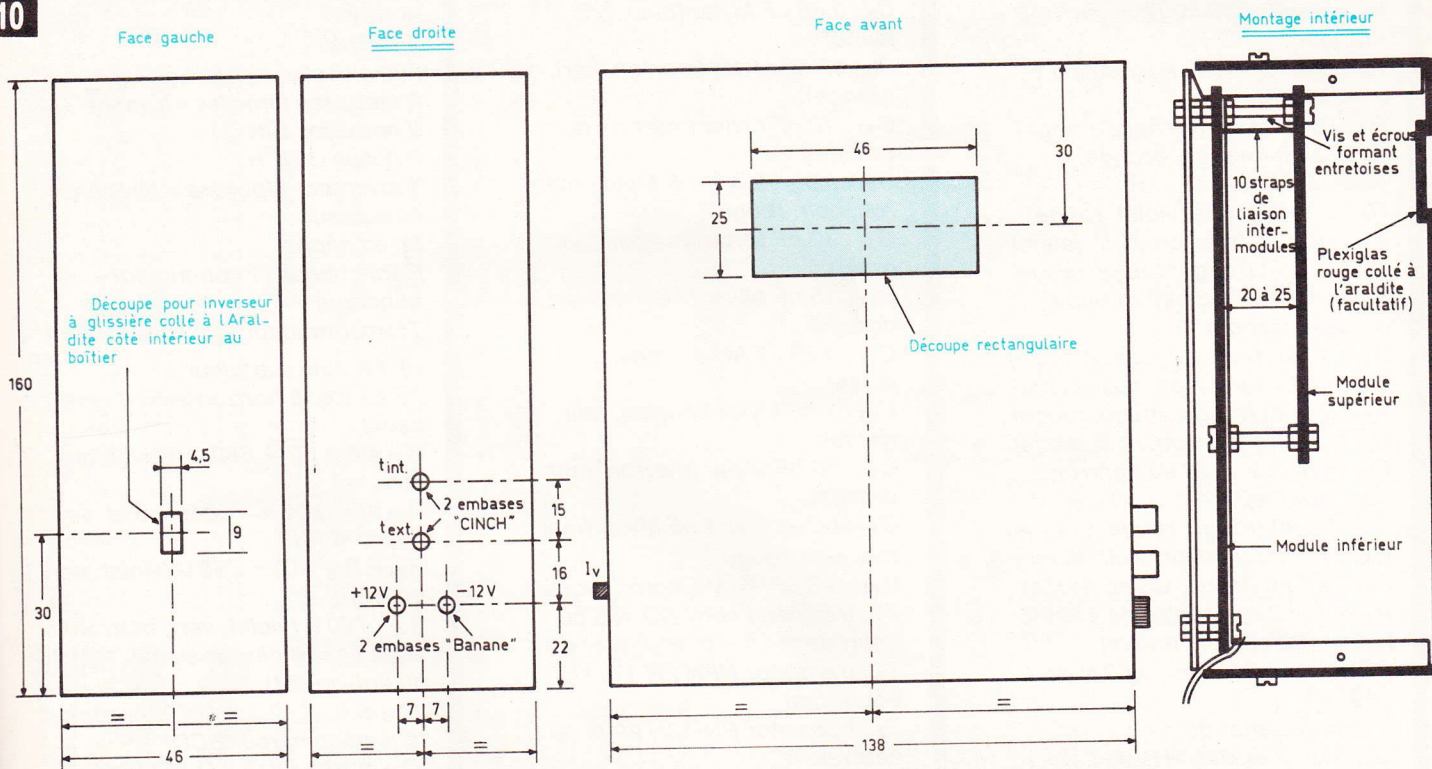 10
Face gauche
160
Découpe pour inverseur
à glissière collé à l'Aral-
dite côté intérieur au
boîtier
4,5
9
30
=
=
46
Face droite
t int.
2 embases
"CINCH"
t ext
15
16
+12V
-12V
2 embases "Banane"
22
7
7
=
=
Face avant
46
30
25
Découpe rectangulaire
Iv
=
=
138
Montage intérieur
Vis et écrous
formant
entretoises
10 straps
de
liaison
inter-
modules
Plexiglas
rouge collé à
l'araldite
(facultatif)
20 à 25
Module
supérieur
Module inférieur